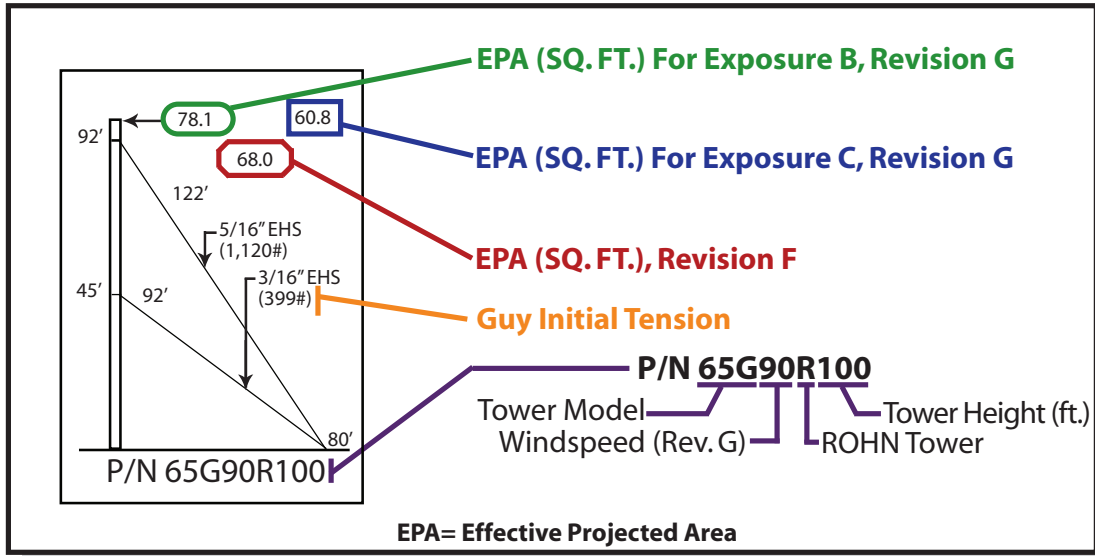 EPA (SQ. FT.) For Exposure B, Revision G
78.1
60.8
92′
68.0
EPA (SQ. FT.) For Exposure C, Revision G
122′
5/16” EHS
(1,120#)
EPA (SQ. FT.), Revision F
3/16” EHS
(399#)
45′
92′
Guy Initial Tension
P/N 65G90R100
Tower Model
Tower Height (ft.)
Windspeed (Rev. G)
ROHN Tower
80′
P/N 65G90R100
EPA= Effective Projected Area